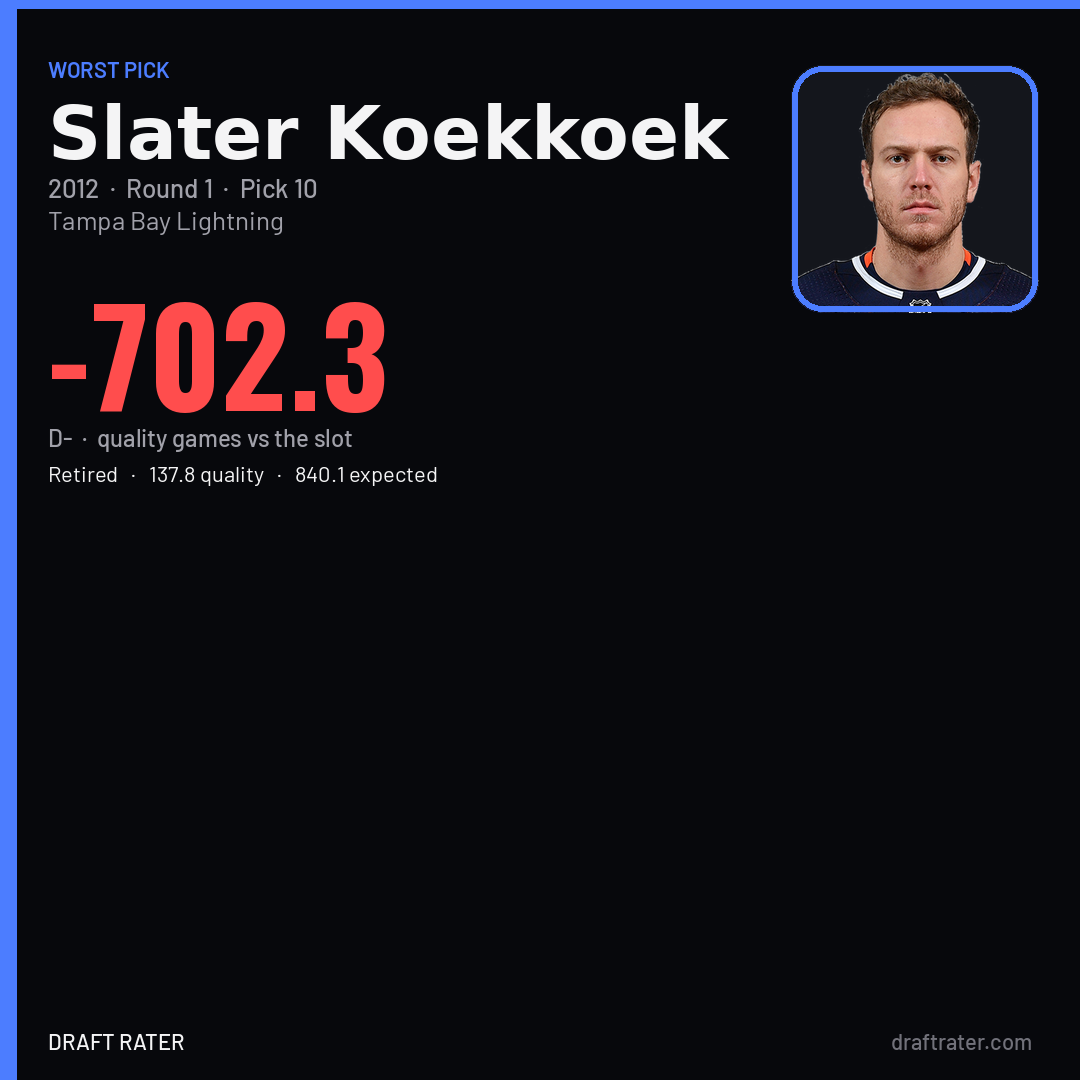 WORST PICK
Slater Koekkoek
2012 · Round 1 · Pick 10
Tampa Bay Lightning
-702.3
D- · quality games vs the slot
Retired · 137.8 quality · 840.1 expected
DRAFT RATER
draftrater.com